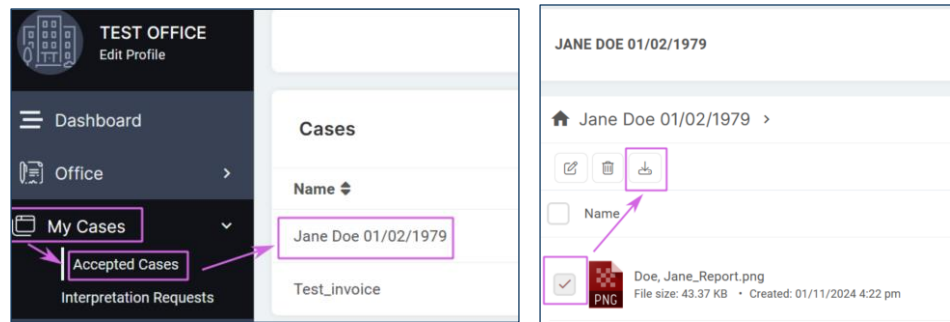 TEST OFFICE
Edit Profile
Dashboard
Office
My Cases
Accepted Cases
Interpretation Requests
Cases
Name
Jane Doe 01/02/1979
Test_invoice
JANE DOE 01/02/1979
Jane Doe 01/02/1979 >
Name
Doe, Jane_Report.png
File size: 43.37 KB • Created: 01/11/2024 4:22 pm
PNG